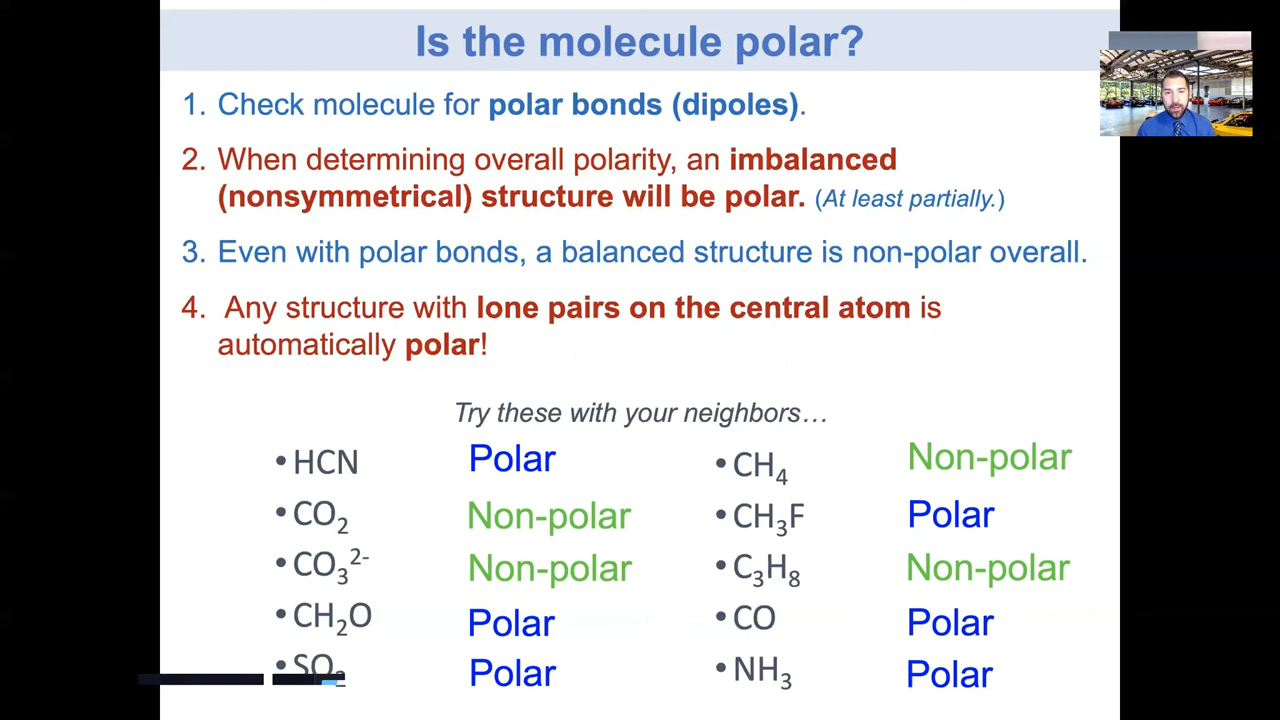 Is the molecule polar?
1. Check molecule for polar bonds (dipoles).
2. When determining overall polarity, an imbalanced
(nonsymmetrical) structure will be polar. (At least partially.)
3. Even with polar bonds, a balanced structure is non-polar overall.
4. Any structure with lone pairs on the central atom is
automatically polar!
Try these with your neighbors…
• HCN Polar
• CO₂ Non-polar
• CO₃²⁻ Non-polar
• CH₂O Polar
• SO₂ Polar
• CH₄ Non-polar
• CH₃F Polar
• C₃H₈ Non-polar
• CO Polar
• NH₃ Polar